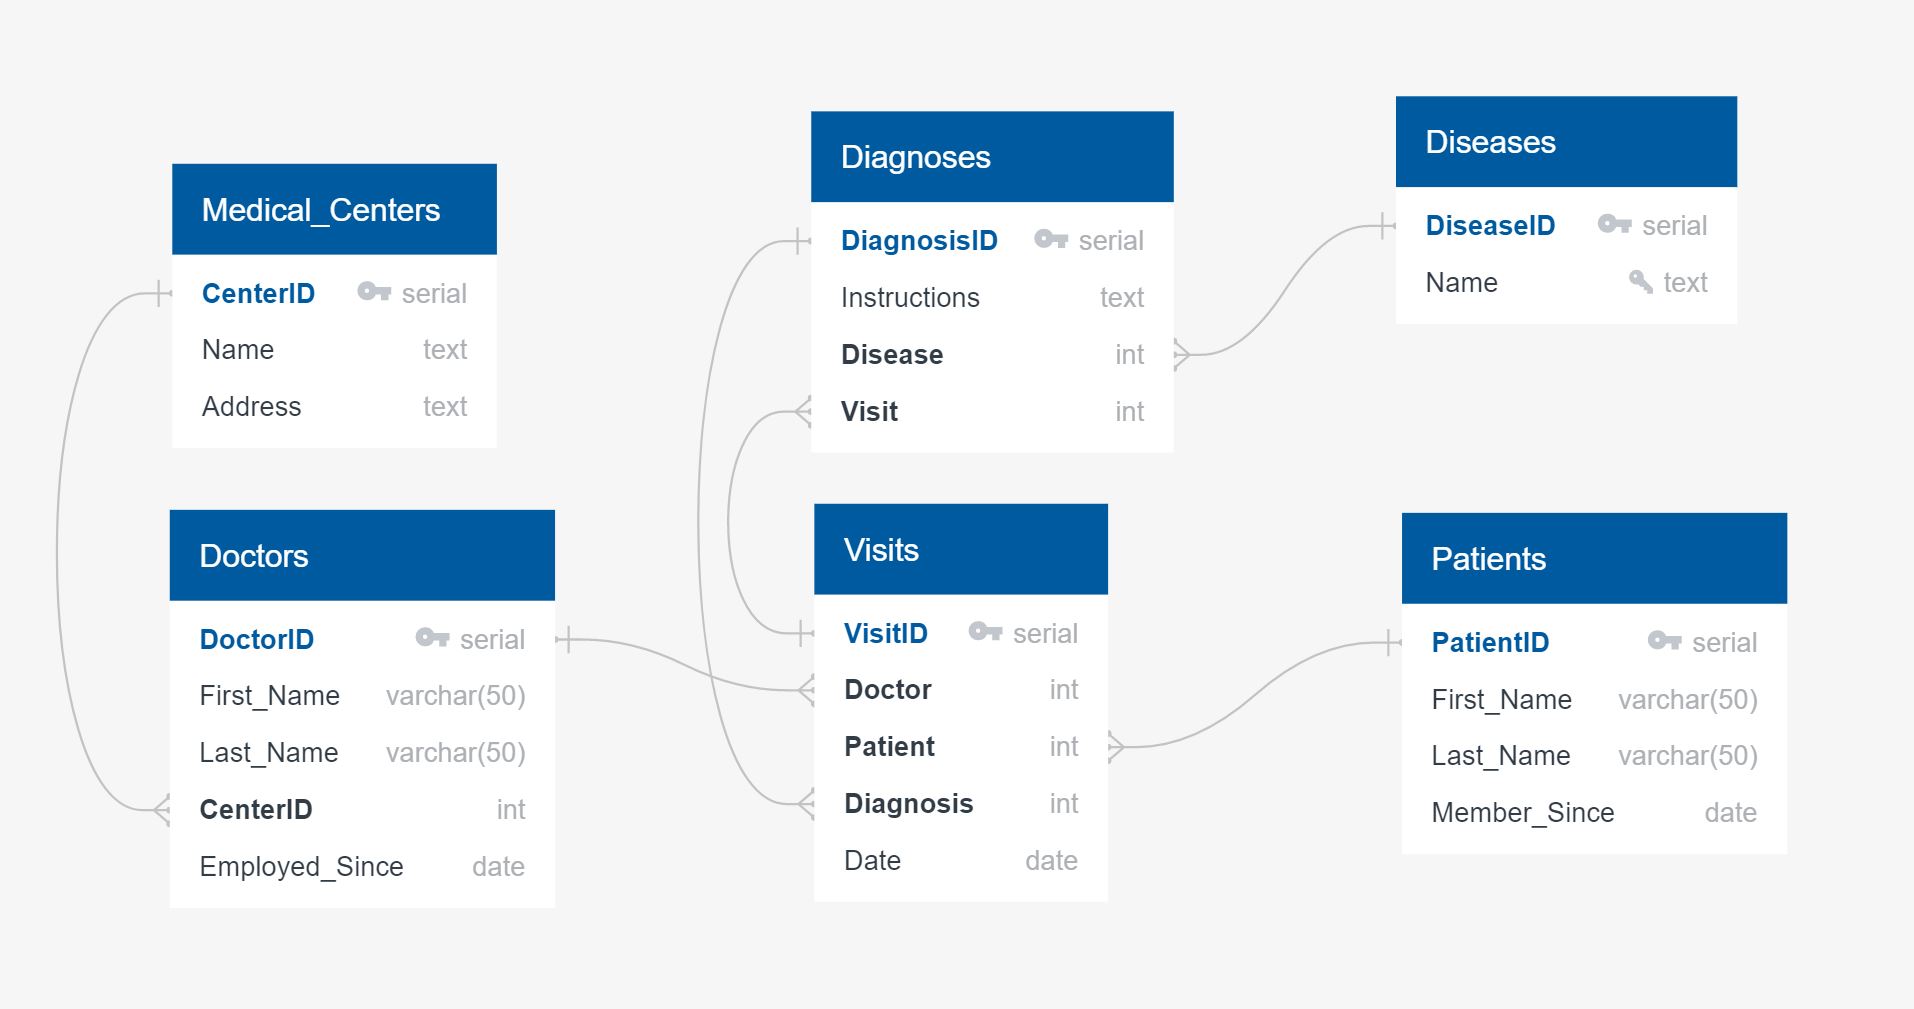 Medical_Centers
CenterID serial
Name text
Address text
Doctors
DoctorID serial
First_Name varchar(50)
Last_Name varchar(50)
CenterID int
Employed_Since date
Diagnoses
DiagnosisID serial
Instructions text
Disease int
Visit int
Visits
VisitID serial
Doctor int
Patient int
Diagnosis int
Date date
Diseases
DiseaseID serial
Name text
Patients
PatientID serial
First_Name varchar(50)
Last_Name varchar(50)
Member_Since date